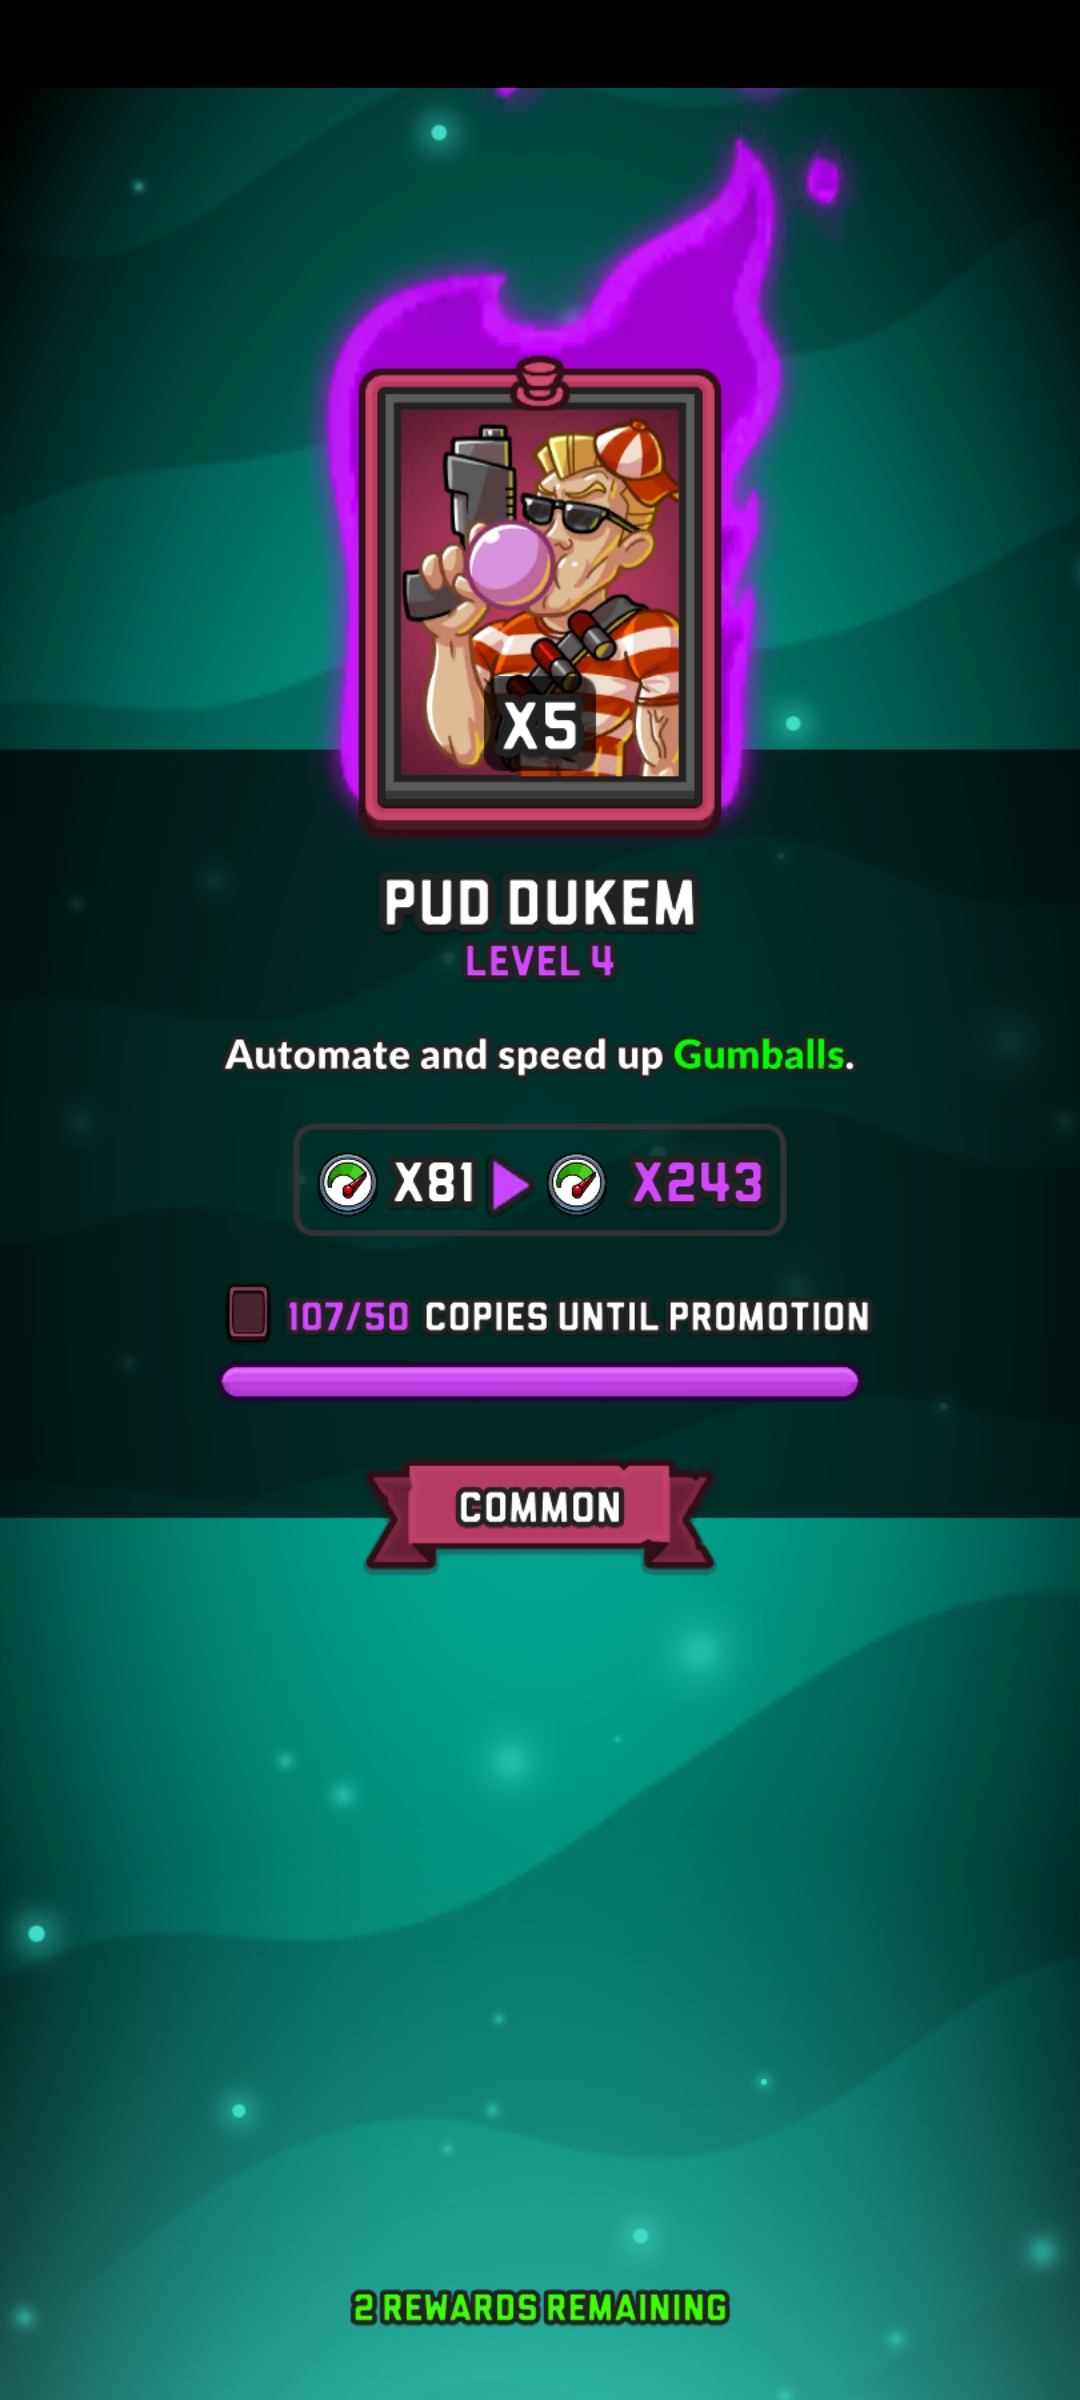 X5
PUD DUKEM
LEVEL 4
Automate and speed up Gumballs.
X81 X243
107/50 COPIES UNTIL PROMOTION
COMMON
2 REWARDS REMAINING